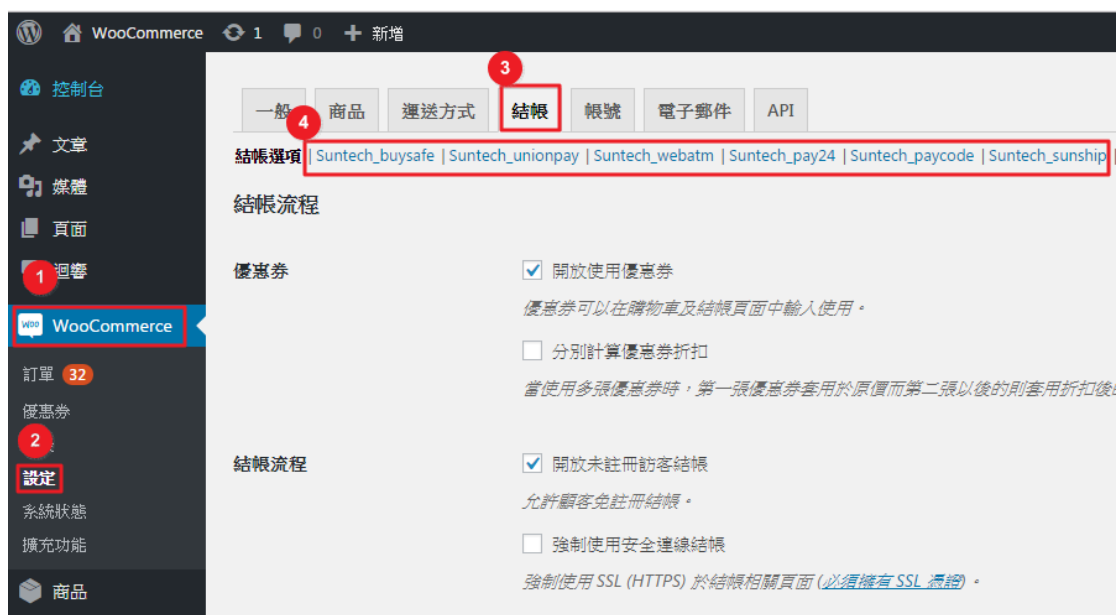 WooCommerce 1 0 新增
控制台
文章
媒體
頁面
1 迴響
WooCommerce
訂單 32
優惠券
2
設定
系統狀態
擴充功能
商品
3
一般 商品 運送方式 結帳 帳號 電子郵件 API
4
結帳選項 | Suntech_buysafe | Suntech_unionpay | Suntech_webatm | Suntech_pay24 | Suntech_paycode | Suntech_sunship |
結帳流程
優惠券
開放使用優惠券
優惠券可以在購物車及結帳頁面中輸入使用。
分別計算優惠券折扣
當使用多張優惠券時，第一張優惠券套用於原價而第二張以後的則套用折扣後
結帳流程
開放未註冊訪客結帳
允許顧客免註冊結帳。
強制使用安全連線結帳
強制使用 SSL (HTTPS) 於結帳相關頁面 (必須擁有 SSL 憑證)。